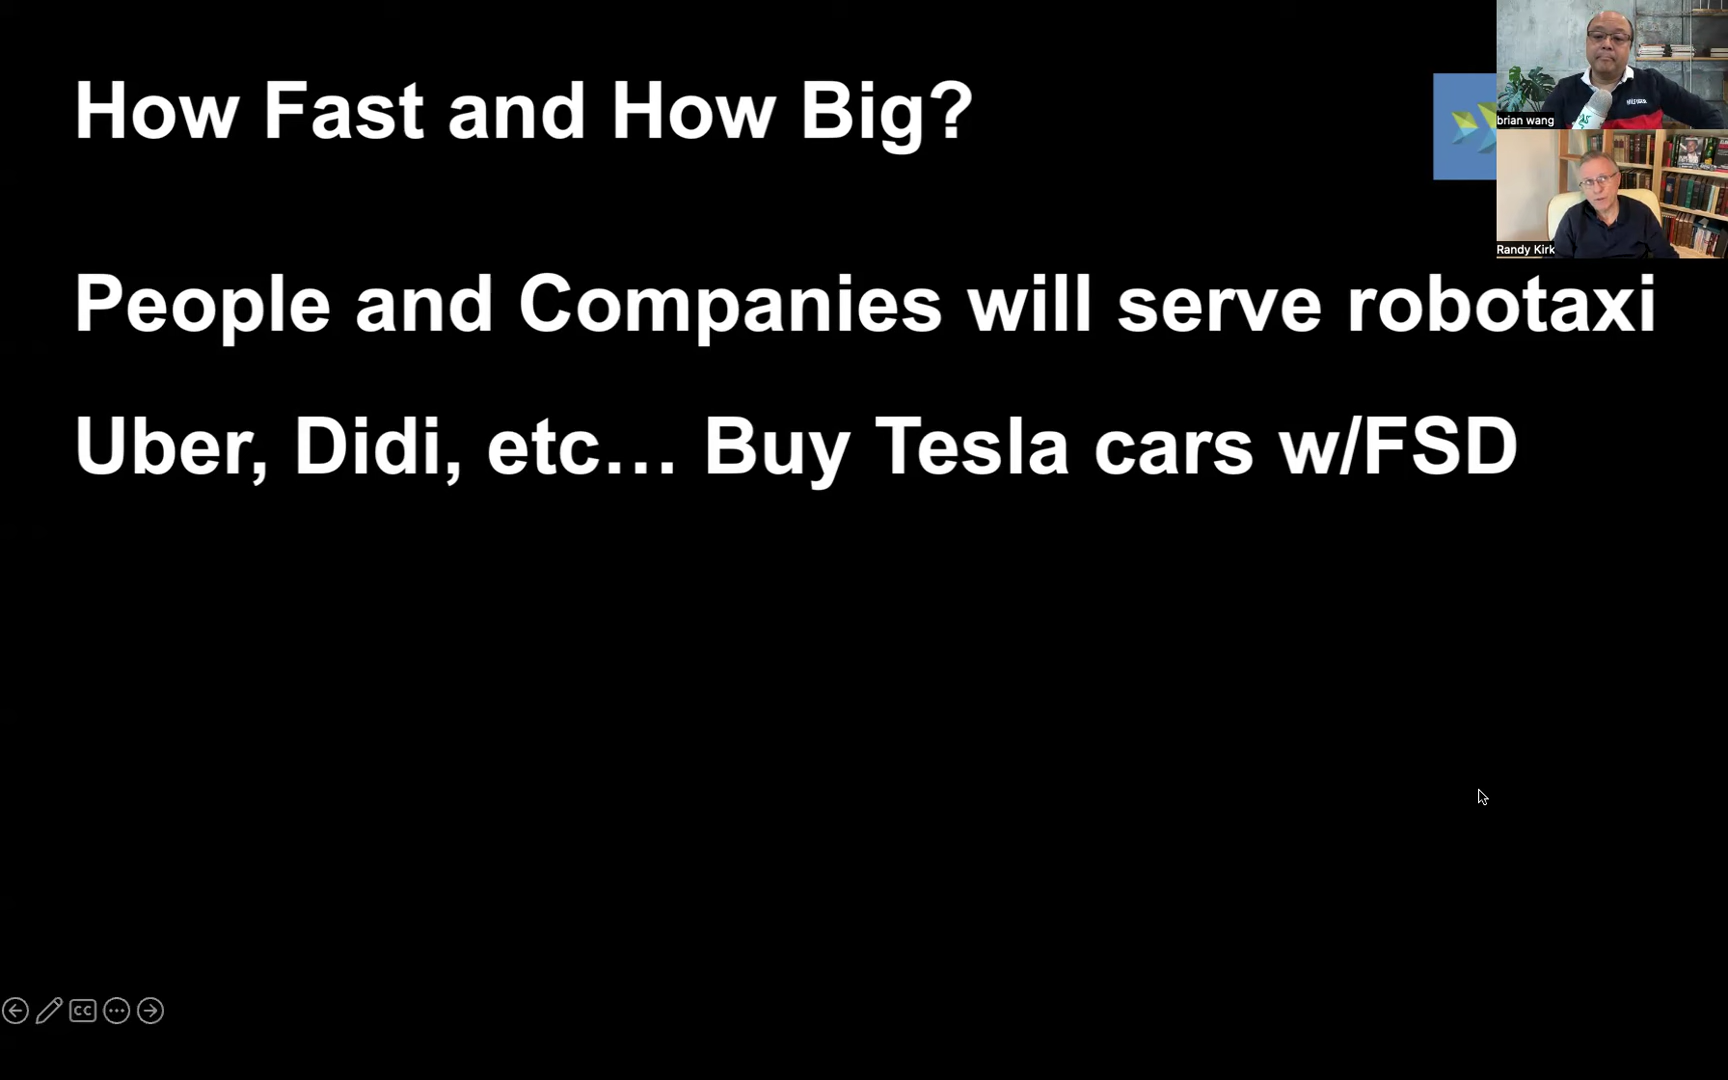 How Fast and How Big?
brian wang
Randy Kirk
People and Companies will serve robotaxi
Uber, Didi, etc… Buy Tesla cars w/FSD
CC